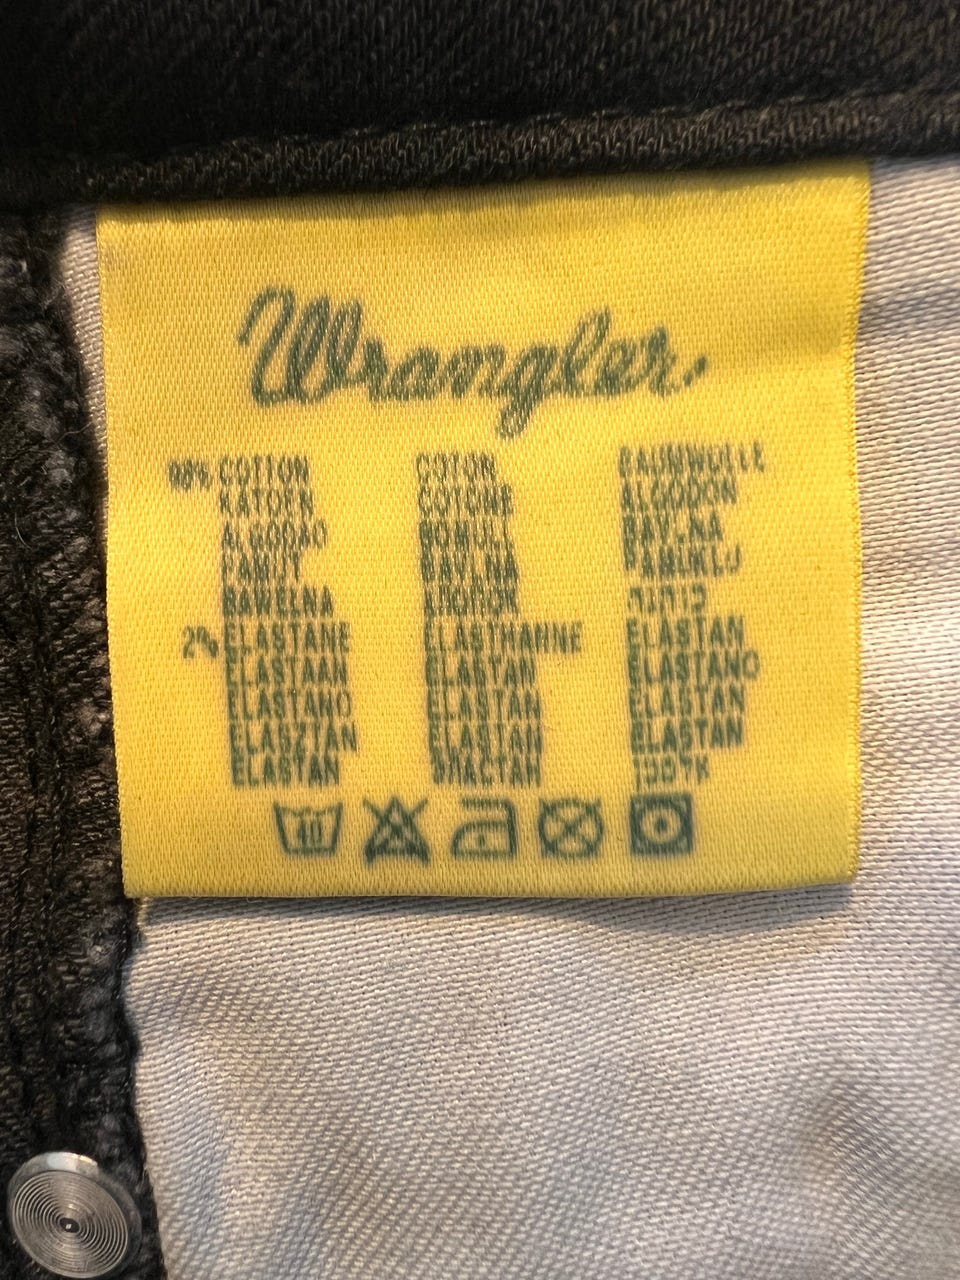 Wrangler
98% COTTON COTON BAUMWOLLE
KATOEN COTONE ALGODON
ALGODAO BOMULL BAVLNA
PAMUT BAVLNA PAMUKLU
BAWELNA כותנה
2% ELASTANE ELASTHANNE ELASTAN
ELASTAAN ELASTAN ELASTANO
ELASTANO ELASTAN ELASTAN
ELASZTAN ELASTAN ELASTAN
ELASTAN ЭЛАСТАН
40